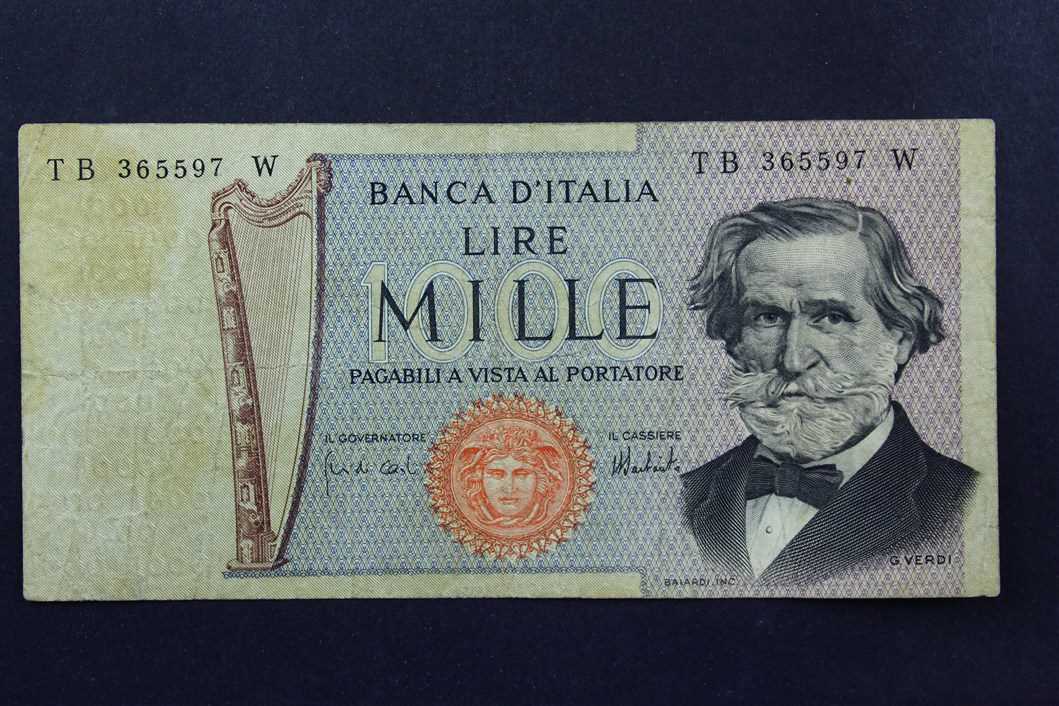 TB 365597 W
TB 365597 W
BANCA D'ITALIA
LIRE
1000
MILLE
PAGABILI A VISTA AL PORTATORE
IL GOVERNATORE
IL CASSIERE
G. VERDI
BAIARDI. INC.